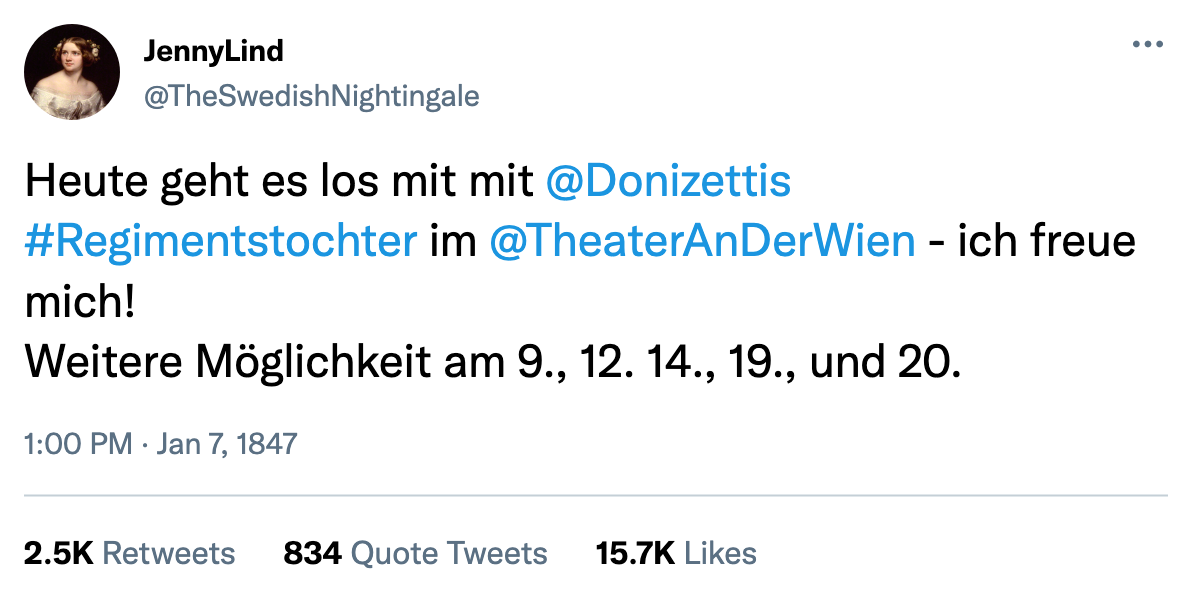 JennyLind
@TheSwedishNightingale
Heute geht es los mit mit @Donizettis
#Regimentstochter im @TheaterAnDerWien - ich freue
mich!
Weitere Möglichkeit am 9., 12. 14., 19., und 20.
1:00 PM · Jan 7, 1847
2.5K Retweets 834 Quote Tweets 15.7K Likes